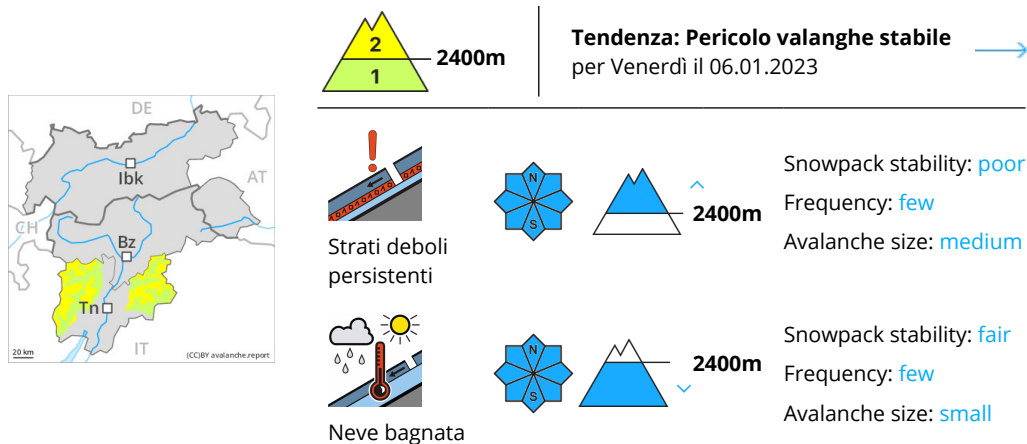 2
1
2400m
Tendenza: Pericolo valanghe stabile
per Venerdì il 06.01.2023
DE
Ibk
AT
CH
Bz
Tn
IT
20 km
(CC)BY avalanche.report
N
S
2400m
Strati deboli
persistenti
Snowpack stability: poor
Frequency: few
Avalanche size: medium
N
S
2400m
Neve bagnata
Snowpack stability: fair
Frequency: few
Avalanche size: small